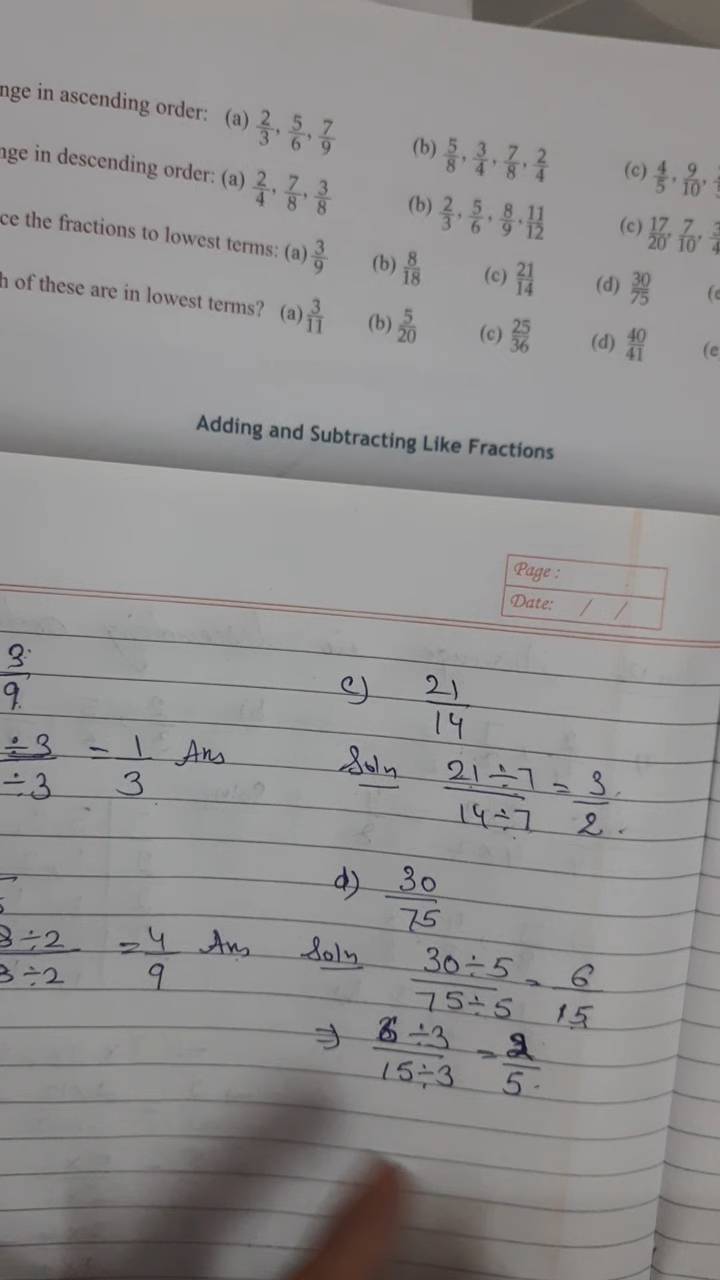 nge in ascending order: (a) 2/3, 5/6, 7/9 (b) 5/8, 3/4, 7/8, 2/4 (c) 4/5, 9/10,
nge in descending order: (a) 2/4, 7/8, 3/8 (b) 2/3, 5/6, 8/9, 11/12 (c) 17/20, 7/10, 3/4
ce the fractions to lowest terms: (a) 3/9 (b) 8/18 (c) 21/14 (d) 30/75
h of these are in lowest terms? (a) 3/11 (b) 5/20 (c) 25/36 (d) 40/41 (e
Adding and Subtracting Like Fractions
Page :
Date: / /
3/9
÷3/÷3 = 1/3 Ans
8÷2/8÷2 = 4/9 Ans
c) 21/14
Soln 21÷7/14÷7 = 3/2.
d) 30/75
Soln 30÷5/75÷5 = 6/15
⇒ 6÷3/15÷3 = 2/5.